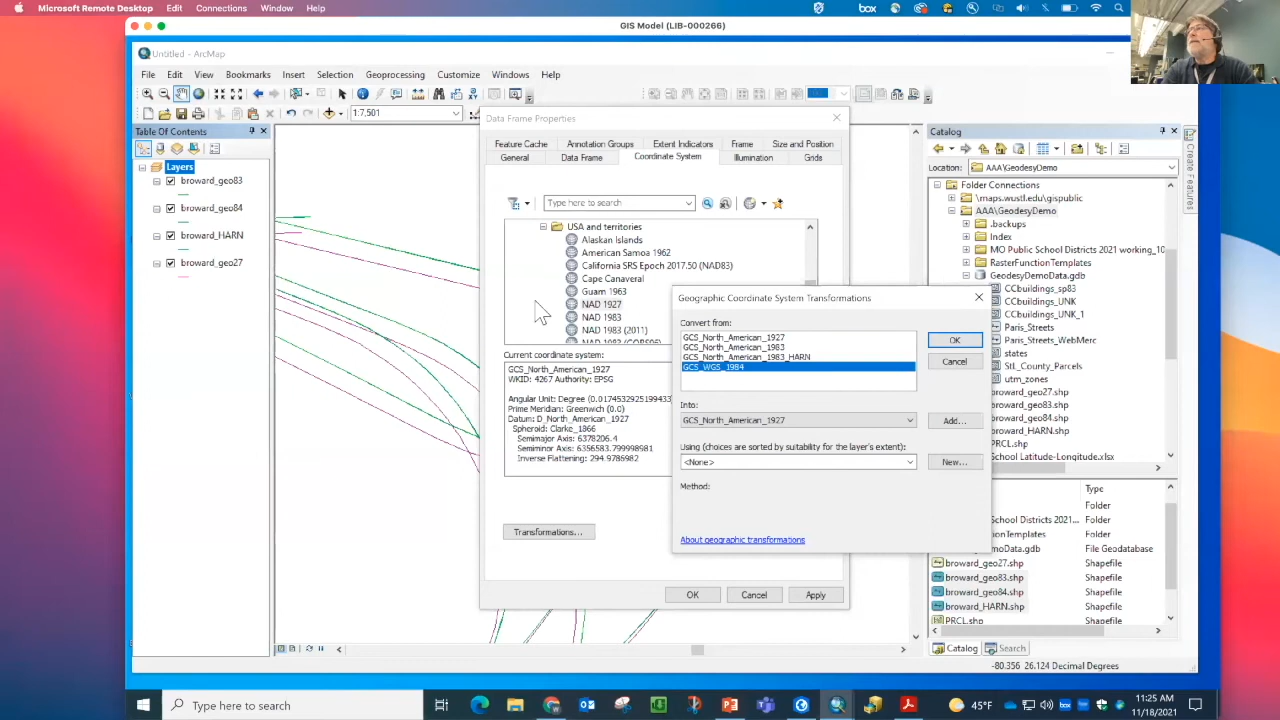 Microsoft Remote Desktop Edit Connections Window Help
box
GIS Model (LIB-000266)
Untitled - ArcMap
File Edit View Bookmarks Insert Selection Geoprocessing Customize Windows Help
1:7,501
Table Of Contents
Layers
broward_geo83
broward_geo84
broward_HARN
broward_geo27
Data Frame Properties
Feature Cache Annotation Groups Extent Indicators Frame Size and Position
General Data Frame Coordinate System Illumination Grids
Type here to search
USA and territories
Alaskan Islands
American Samoa 1962
California SRS Epoch 2017.50 (NAD83)
Cape Canaveral
Guam 1963
NAD 1927
NAD 1983
NAD 1983 (2011)
NAD 1983 (CORS96)
Current coordinate system:
GCS_North_American_1927
WKID: 4267 Authority: EPSG
Angular Unit: Degree (0.0174532925199433
Prime Meridian: Greenwich (0.0)
Datum: D_North_American_1927
Spheroid: Clarke_1866
Semimajor Axis: 6378206.4
Semiminor Axis: 6356583.799998981
Inverse Flattening: 294.9786982
Transformations...
OK Cancel Apply
Geographic Coordinate System Transformations
Convert from:
GCS_North_American_1927
GCS_North_American_1983
GCS_North_American_1983_HARN
GCS_WGS_1984
OK
Cancel
Into:
GCS_North_American_1927
Add...
Using (choices are sorted by suitability for the layer's extent):
<None>
New...
Method:
About geographic transformations
Catalog
Location: AAA\GeodesyDemo
Folder Connections
\\maps.wustl.edu\gispublic
AAA\GeodesyDemo
.backups
Index
MO Public School Districts 2021 working_10
RasterFunctionTemplates
GeodesyDemoData.gdb
CCbuildings_sp83
CCbuildings_UNK
CCbuildings_UNK_1
Paris_Streets
Paris_Streets_WebMerc
states
StL_County_Parcels
utm_zones
broward_geo27.shp
broward_geo83.shp
broward_geo84.shp
broward_HARN.shp
PRCL.shp
School Latitude-Longitude.xlsx
Create Features
Type
Folder
School Districts 2021... Folder
onTemplates Folder
emoData.gdb File Geodatabase
broward_geo27.shp Shapefile
broward_geo83.shp Shapefile
broward_geo84.shp Shapefile
broward_HARN.shp Shapefile
PRCL.shp Shapefile
Catalog Search
-80.356 26.124 Decimal Degrees
Type here to search
45°F
box
11:25 AM
11/18/2021